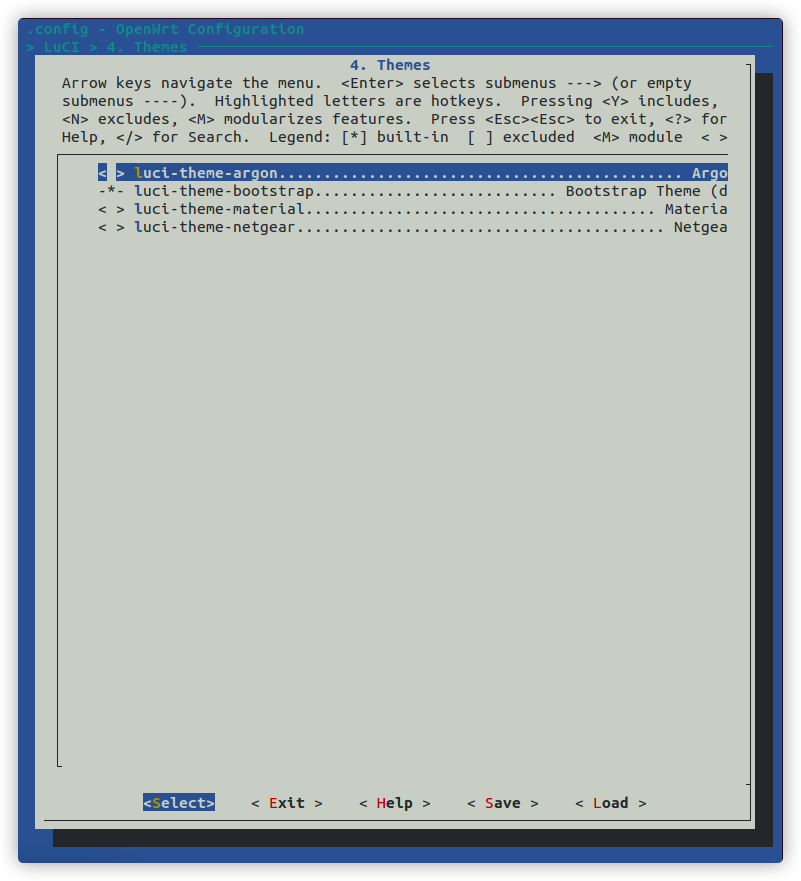 .config - OpenWrt Configuration
> LuCI > 4. Themes
4. Themes
Arrow keys navigate the menu.  <Enter> selects submenus ---> (or empty
submenus ----).  Highlighted letters are hotkeys.  Pressing <Y> includes,
<N> excludes, <M> modularizes features.  Press <Esc><Esc> to exit, <?> for
Help, </> for Search.  Legend: [*] built-in  [ ] excluded  <M> module  < >
< > luci-theme-argon............................................. Argo
-*- luci-theme-bootstrap........................... Bootstrap Theme (d
< > luci-theme-material....................................... Materia
< > luci-theme-netgear......................................... Netgea
<Select>    < Exit >    < Help >    < Save >    < Load >